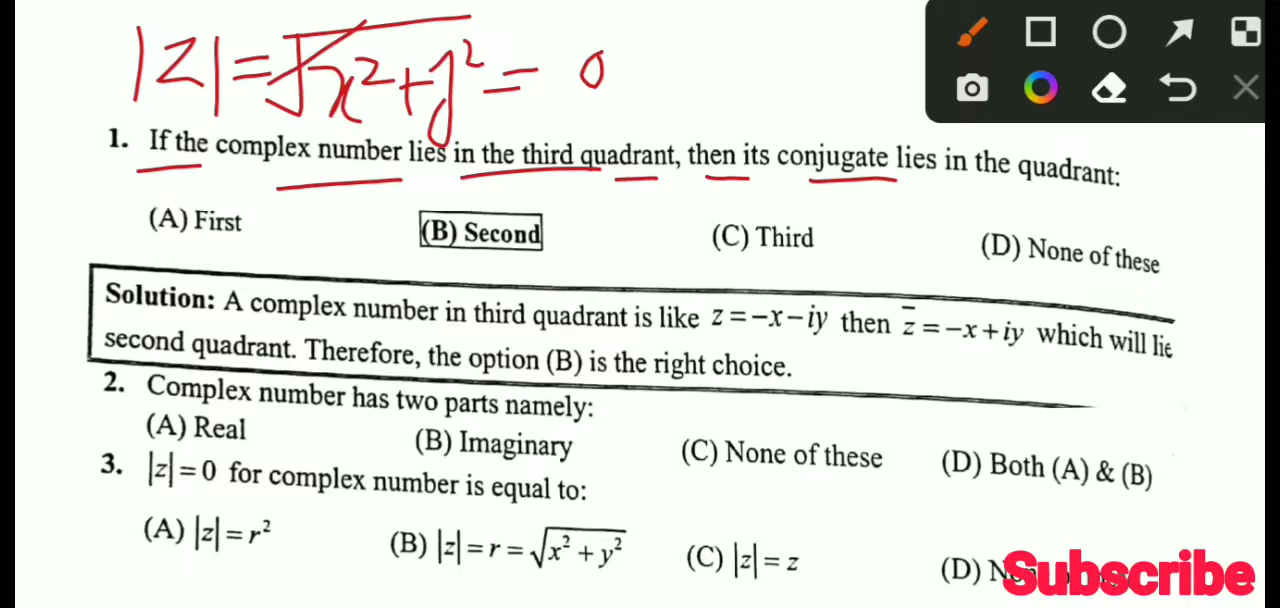 |z| = √x²+y² = 0
1. If the complex number lies in the third quadrant, then its conjugate lies in the quadrant:
(A) First (B) Second (C) Third (D) None of these
Solution: A complex number in third quadrant is like z = −x − iy then z̅ = −x + iy which will lie
second quadrant. Therefore, the option (B) is the right choice.
2. Complex number has two parts namely:
(A) Real (B) Imaginary (C) None of these (D) Both (A) & (B)
3. |z| = 0 for complex number is equal to:
(A) |z| = r² (B) |z| = r = √x² + y² (C) |z| = z (D)
Subscribe